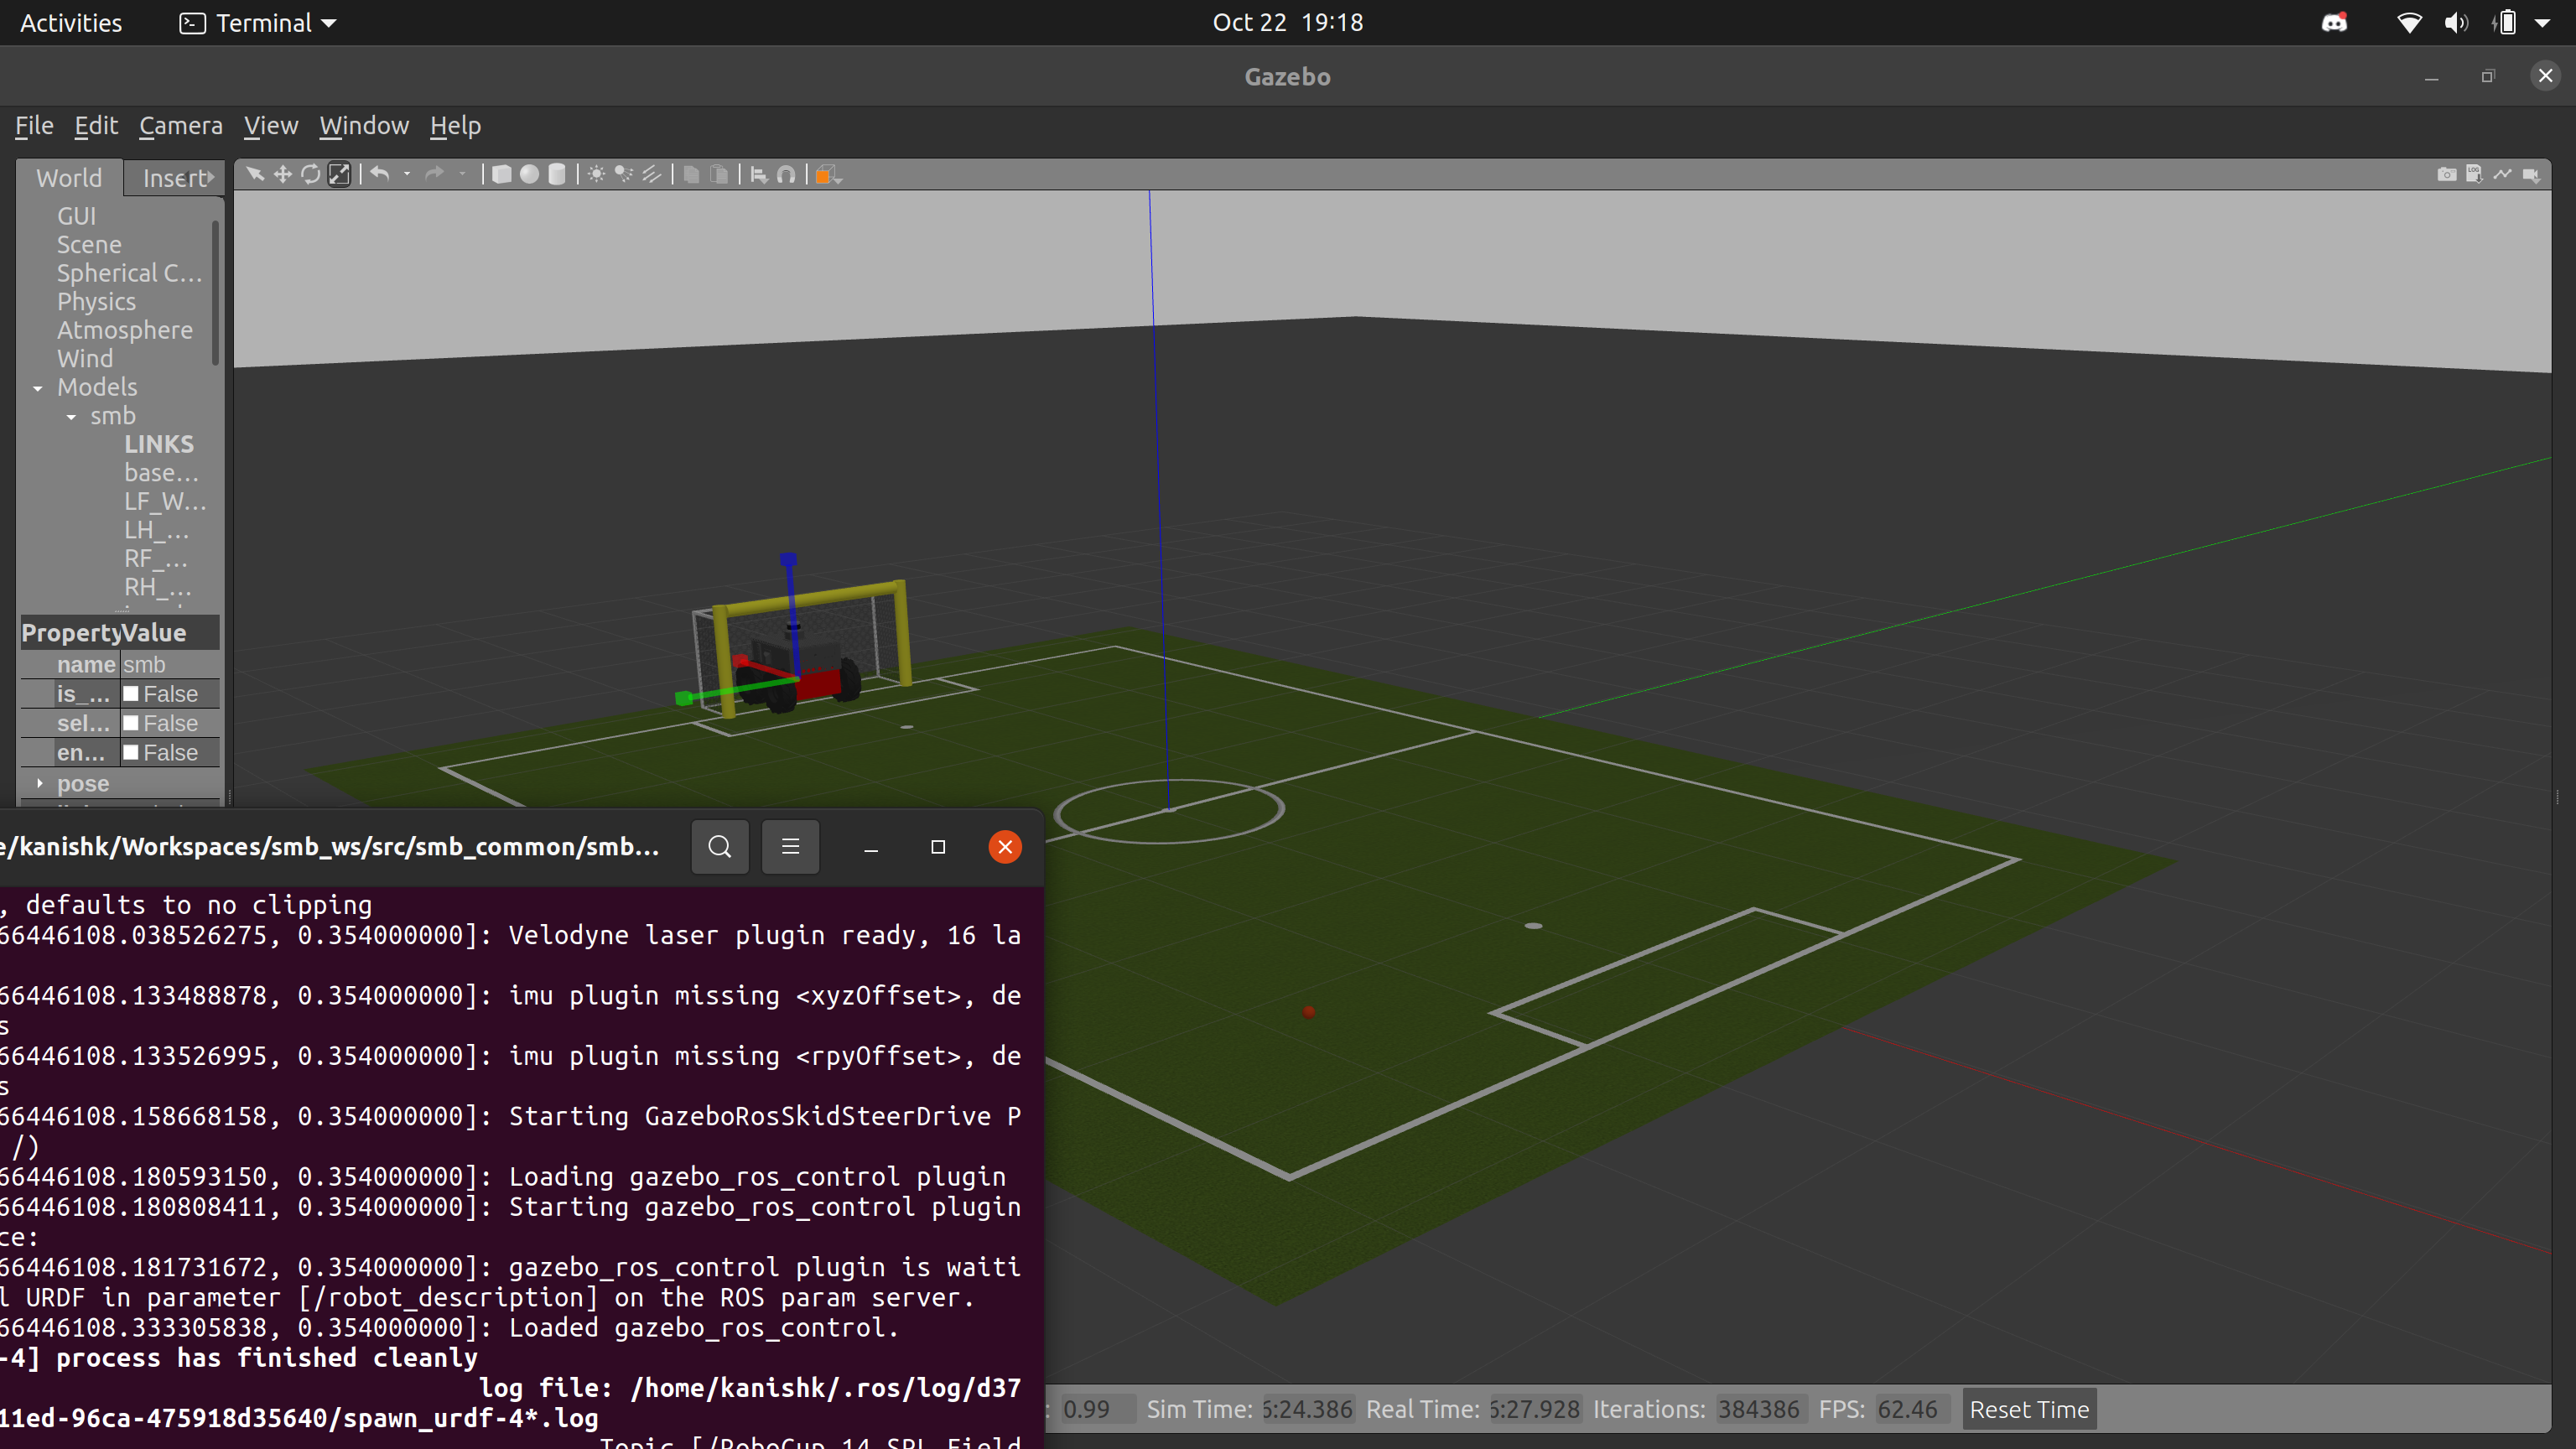 Activities Terminal Oct 22 19:18
Gazebo
File Edit Camera View Window Help
World Insert
GUI
Scene
Spherical C...
Physics
Atmosphere
Wind
Models
smb
LINKS
base...
LF_W...
LH_...
RF_...
RH_...
Property Value
name smb
is_... False
sel... False
en... False
pose
e/kanishk/Workspaces/smb_ws/src/smb_common/smb...
, defaults to no clipping
66446108.038526275, 0.354000000]: Velodyne laser plugin ready, 16 la
66446108.133488878, 0.354000000]: imu plugin missing <xyzOffset>, de
s
66446108.133526995, 0.354000000]: imu plugin missing <rpyOffset>, de
s
66446108.158668158, 0.354000000]: Starting GazeboRosSkidSteerDrive P
/)
66446108.180593150, 0.354000000]: Loading gazebo_ros_control plugin
66446108.180808411, 0.354000000]: Starting gazebo_ros_control plugin
ce:
66446108.181731672, 0.354000000]: gazebo_ros_control plugin is waiti
l URDF in parameter [/robot_description] on the ROS param server.
66446108.333305838, 0.354000000]: Loaded gazebo_ros_control.
-4] process has finished cleanly
log file: /home/kanishk/.ros/log/d37
11ed-96ca-475918d35640/spawn_urdf-4*.log
Topic [/RoboCup 14 SPL Field
: 0.99 Sim Time: 6:24.386 Real Time: 6:27.928 Iterations: 384386 FPS: 62.46 Reset Time